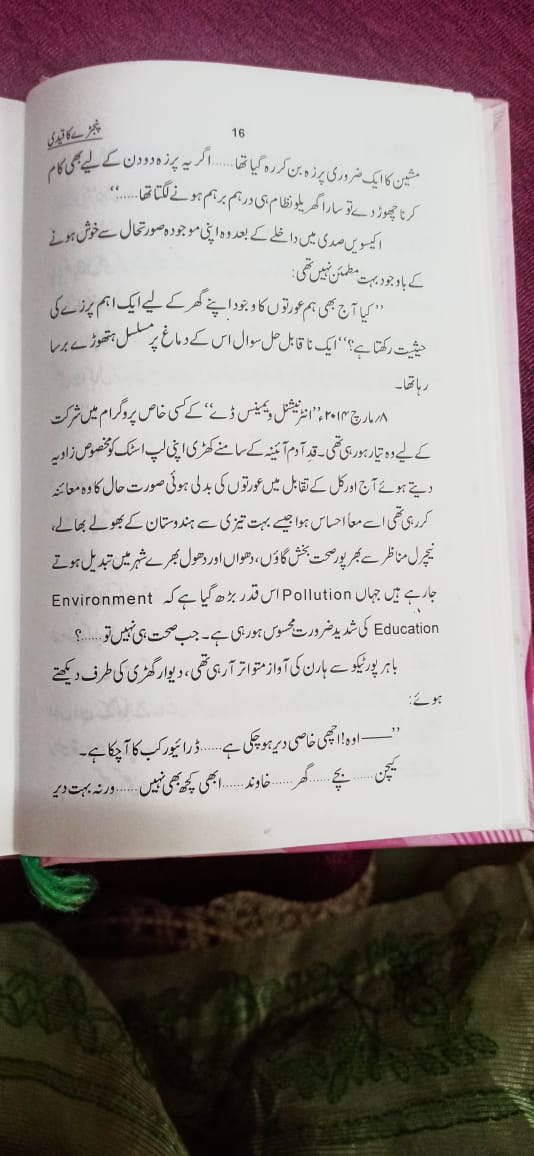 16 پنجرے کا قیدی
مشین کا ایک ضروری پرزہ بن کر رہ گیا تھا......اگر یہ پرزہ دو دن کے لیے بھی کام
کرنا چھوڑ دے تو سارا گھریلو نظام ہی درہم برہم ہونے لگتا تھا......‘‘
اکیسویں صدی میں داخلے کے بعد وہ اپنی موجودہ صورتحال سے خوش ہونے
کے باوجود بہت مطمئن نہیں تھی:
’’کیا آج بھی ہم عورتوں کا وجود اپنے گھر کے لیے ایک اہم پرزے کی
حیثیت رکھتا ہے؟‘‘ ایک ناقابل حل سوال اس کے دماغ پر مسلسل ہتھوڑے برسا
رہا تھا۔
۸؍مارچ ۲۰۱۴ء ’’انٹرنیشنل ویمینس ڈے‘‘ کے کسی خاص پروگرام میں شرکت
کے لیے وہ تیار ہو رہی تھی۔ قد آدم آئینہ کے سامنے کھڑی اپنی لپ اسٹک کو مخصوص زاویہ
دیتے ہوئے آج اور کل کے تقابل میں عورتوں کی بدلی ہوئی صورت حال کا وہ معائنہ
کر رہی تھی اسے معاً احساس ہوا جیسے بہت تیزی سے ہندوستان کے بھولے بھالے،
نیچرل مناظر سے بھرپور صحت بخش گاؤں، دھواں اور دھول بھرے شہر میں تبدیل ہوتے
جا رہے ہیں جہاں Pollution اس قدر بڑھ گیا ہے کہ Environment
Education کی شدید ضرورت محسوس ہو رہی ہے۔ جب صحت ہی نہیں تو......؟
باہر پورٹیکو سے ہارن کی آواز متواتر آ رہی تھی، دیوار گھڑی کی طرف دیکھتے
ہوئے:
’’——اوہ! اچھی خاصی دیر ہو چکی ہے......ڈرائیور کب کا آ چکا ہے۔
کیچن......بچے......گھر......خاوند......ابھی کچھ بھی نہیں......ورنہ بہت دیر